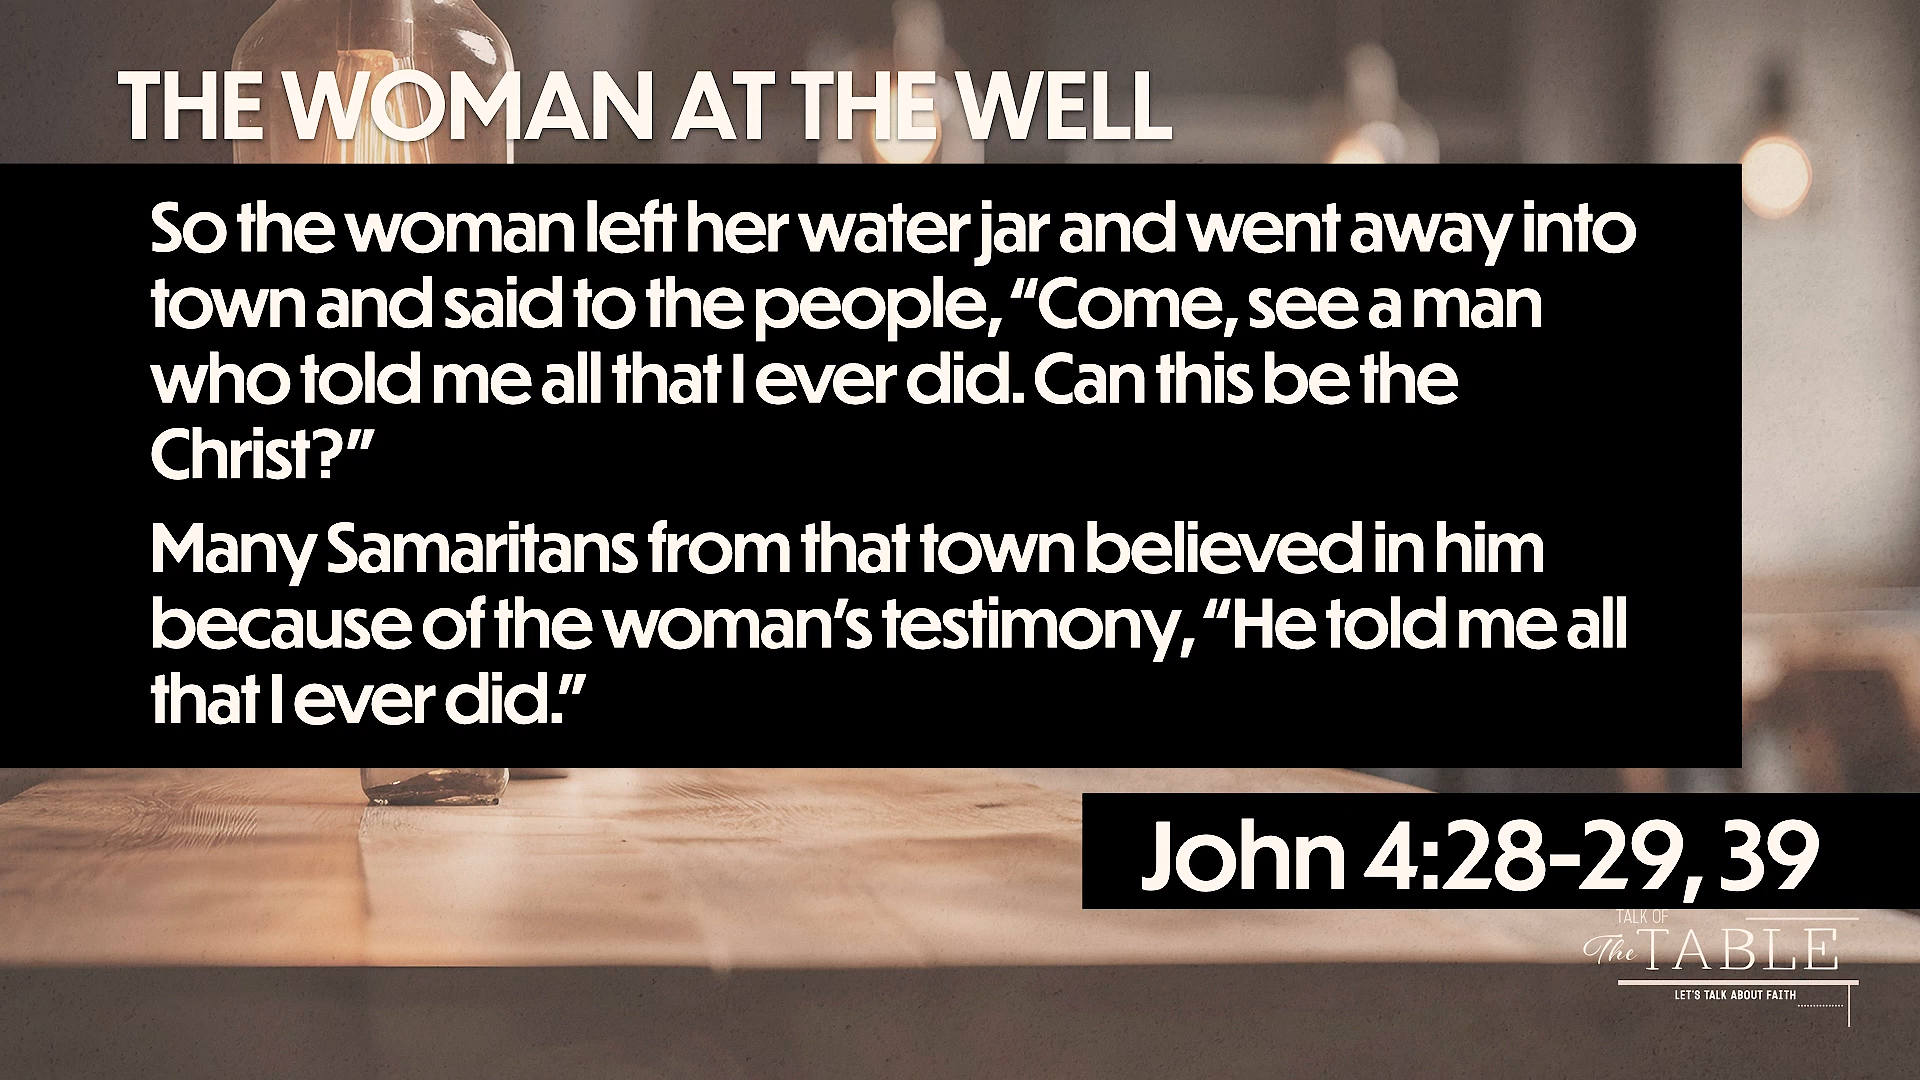 THE WOMAN AT THE WELL
So the woman left her water jar and went away into
town and said to the people, “Come, see a man
who told me all that I ever did. Can this be the
Christ?”
Many Samaritans from that town believed in him
because of the woman’s testimony, “He told me all
that I ever did.”
John 4:28-29, 39
TALK OF
The TABLE
LET'S TALK ABOUT FAITH